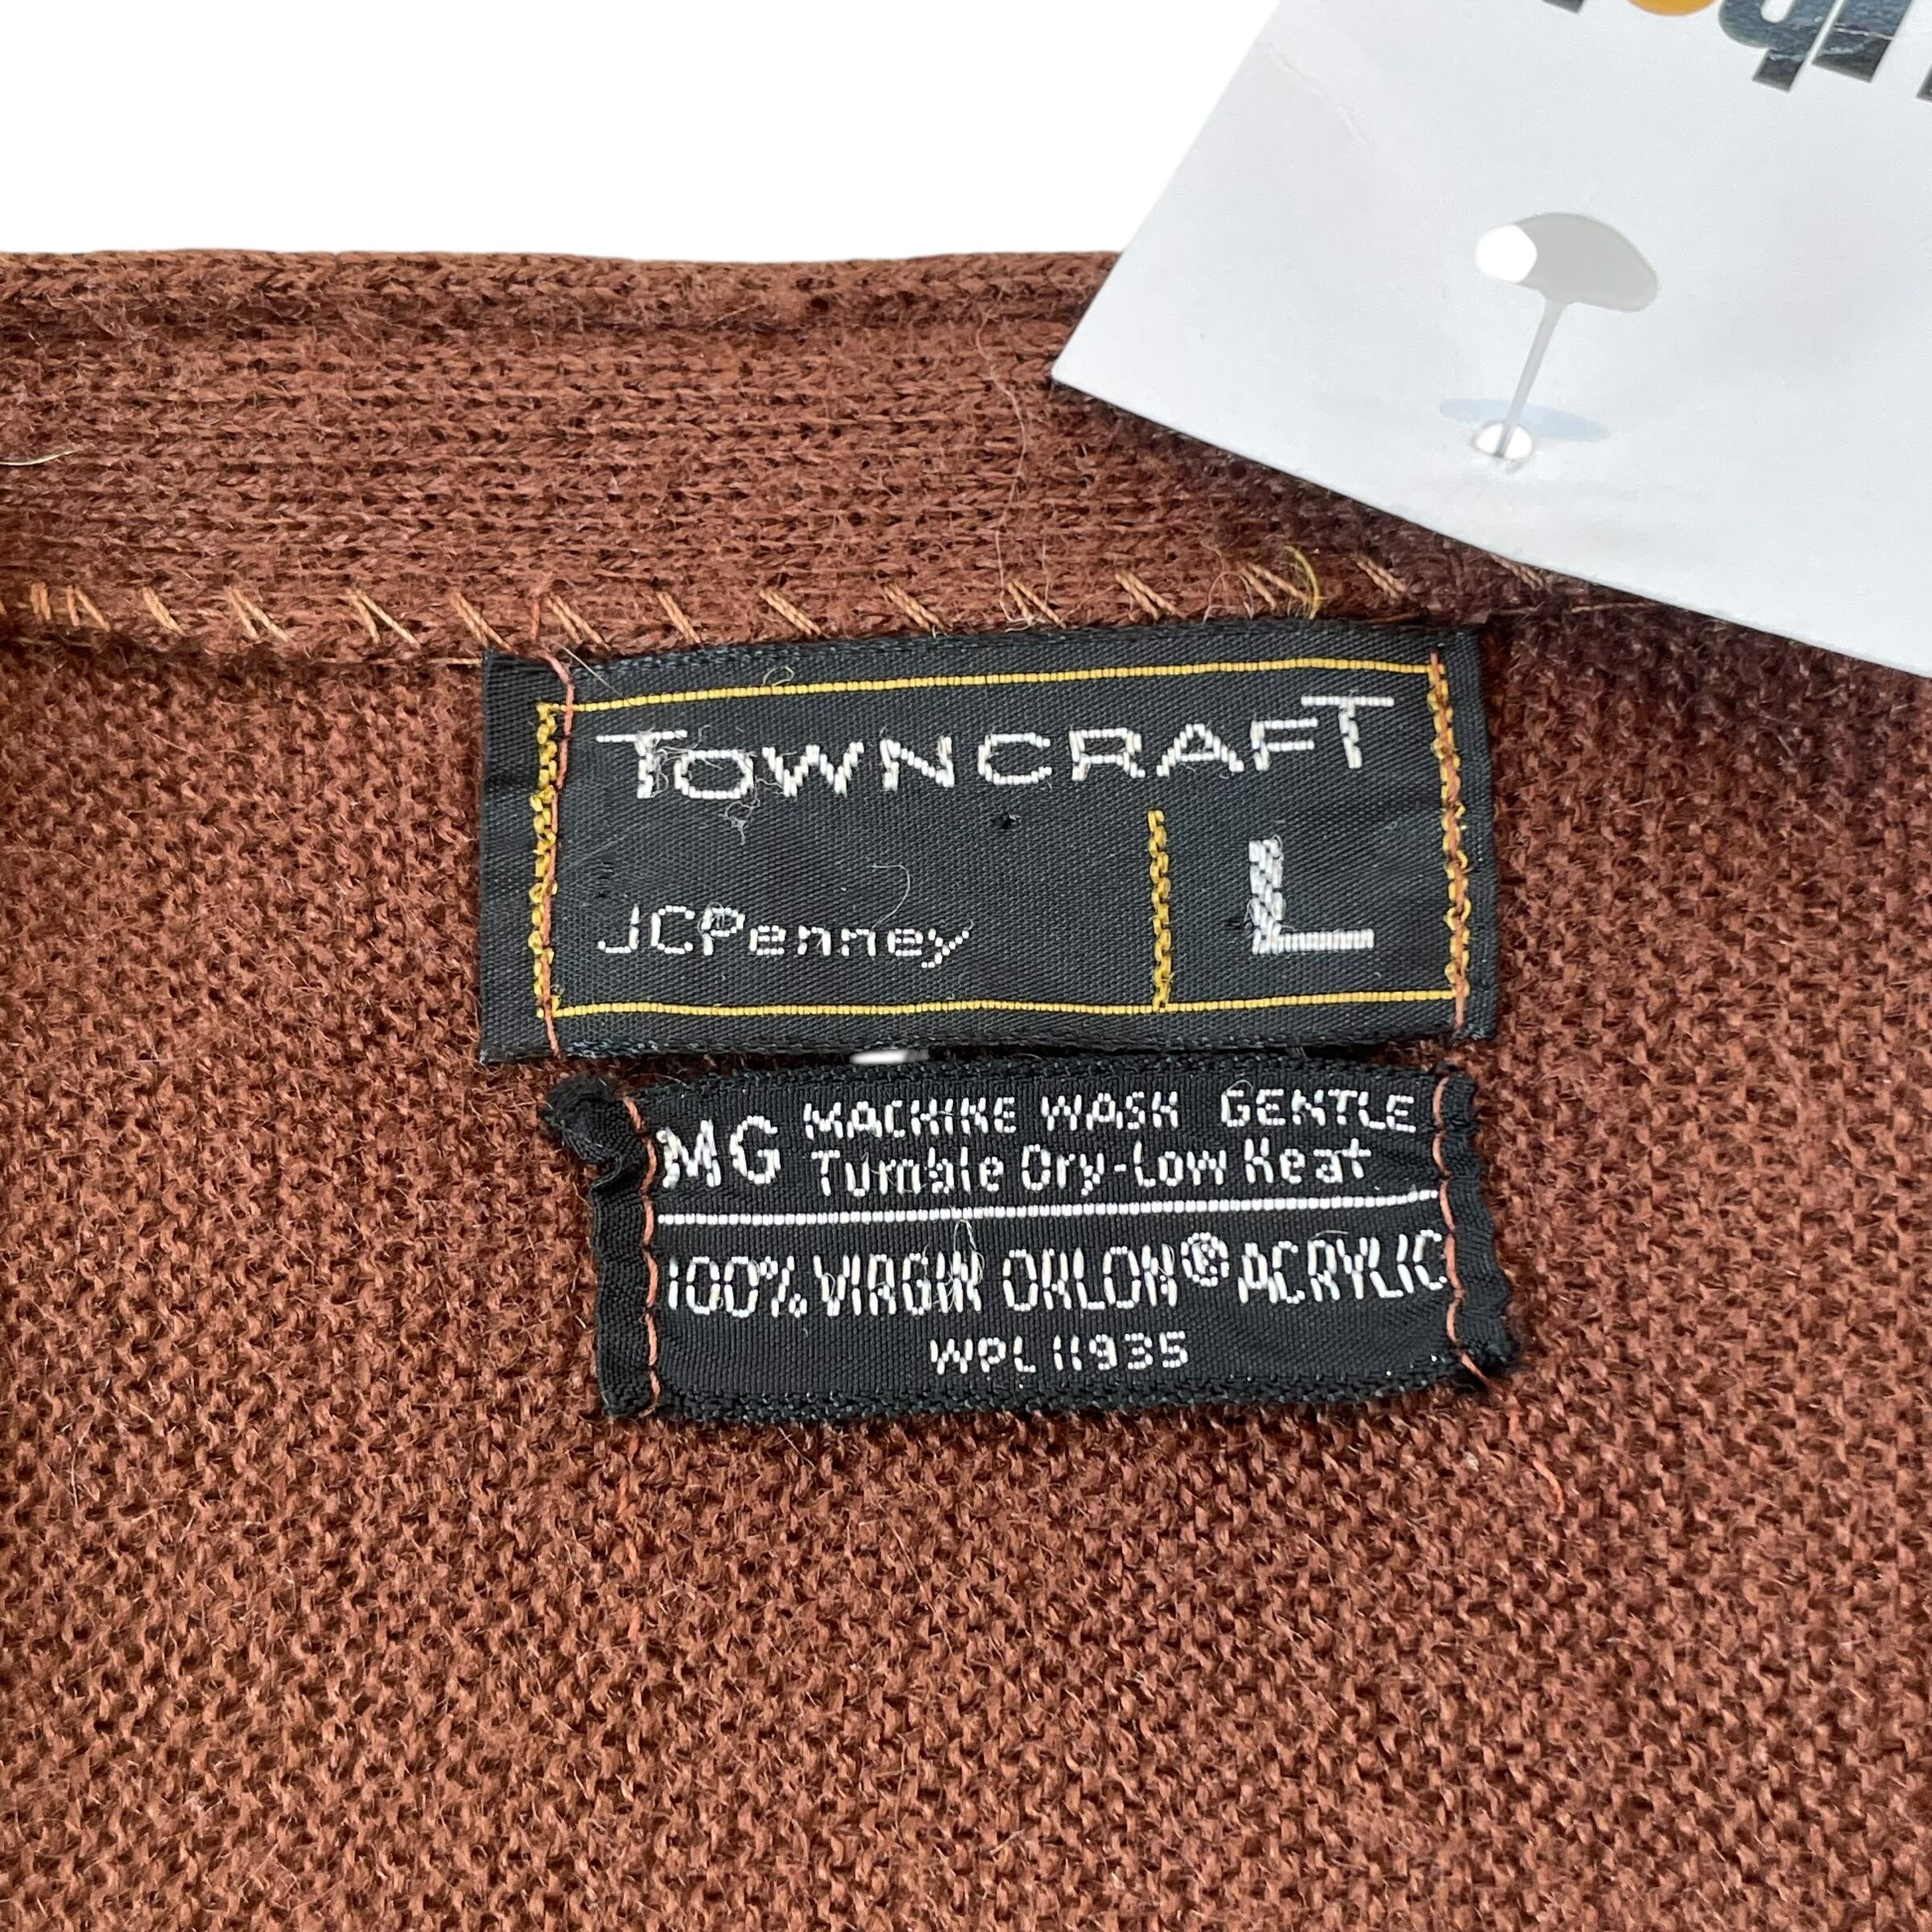 TOWNCRAFT
JCPenney
L
MG
MACHINE WASH GENTLE
Tumble Dry-Low Heat
100% VIRGIN ORLON® ACRYLIC
WPL 11935